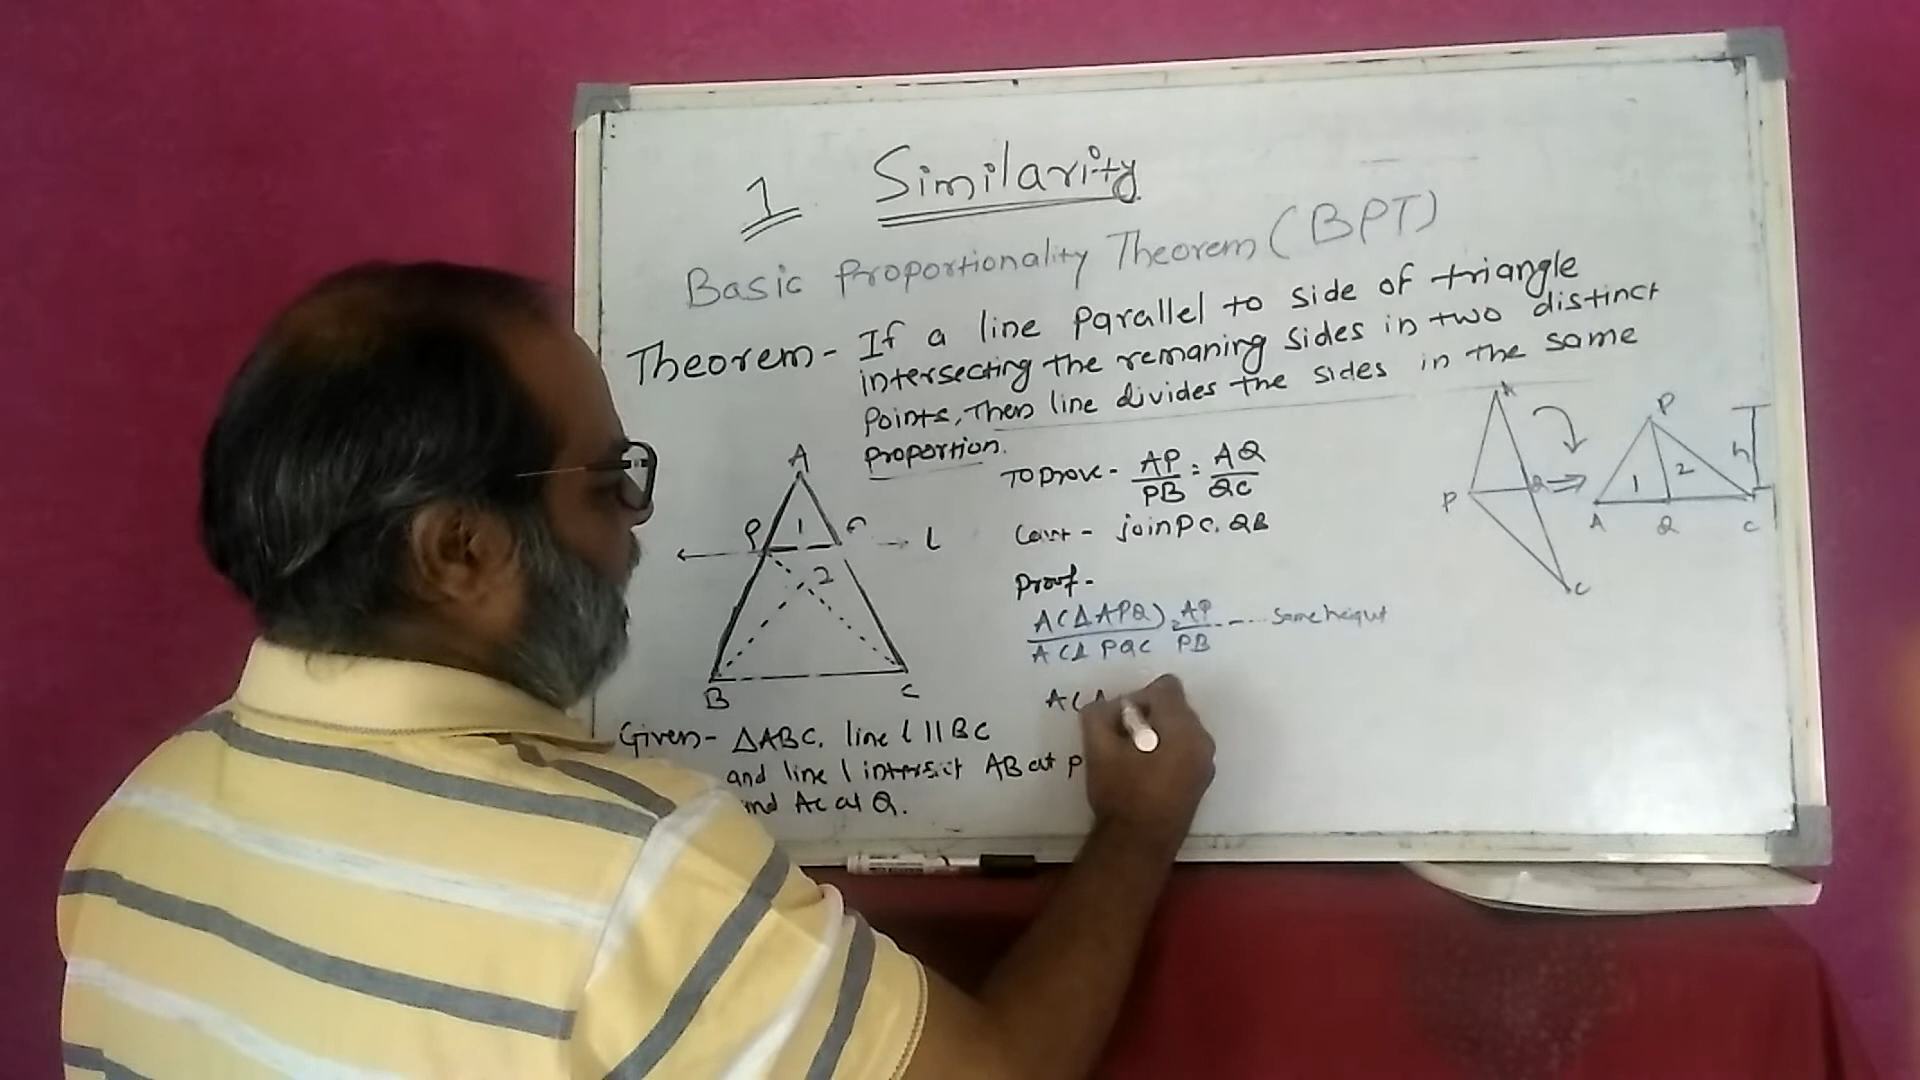 1 Similarity
Basic Proportionality Theorem (BPT)
Theorem - If a line parallel to side of triangle
intersecting the remaning sides in two distinct
Points, Then line divides the sides in the same
proportion.
A
P 1
l
2
B C
Given - ΔABC, line l || BC
and line l intersect AB at P
and AC at Q.
To prove - AP/PB = AQ/QC
Const - join PC, QB
Proof -
A(ΔAPQ)/A(Δ PQC = AP/PB ---- Same height
A(Δ
A
P Q
C
P
1 2 h
A Q C